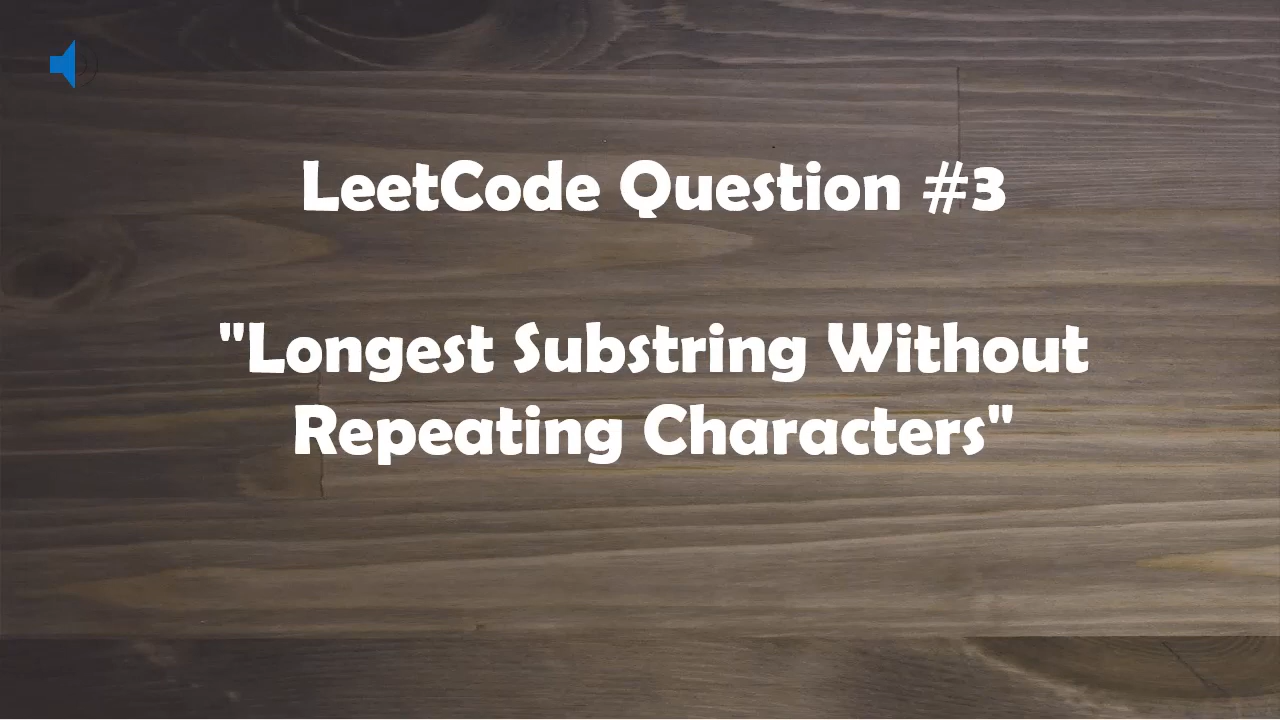 LeetCode Question #3
"Longest Substring Without
Repeating Characters"